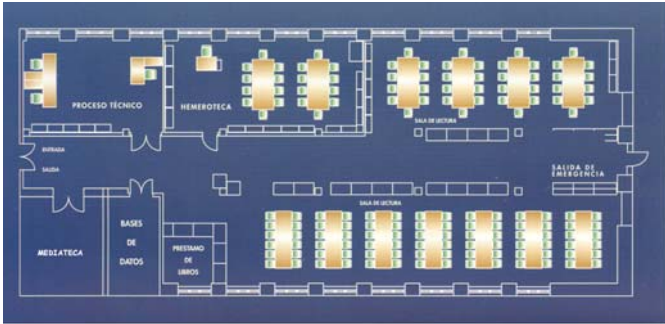 PROCESO TÉCNICO
HEMEROTECA
SALA DE LECTURA
ENTRADA
SALIDA
SALIDA DE
EMERGENCIA
SALA DE LECTURA
MEDIATECA
BASES
DE
DATOS
PRESTAMO
DE
LIBROS